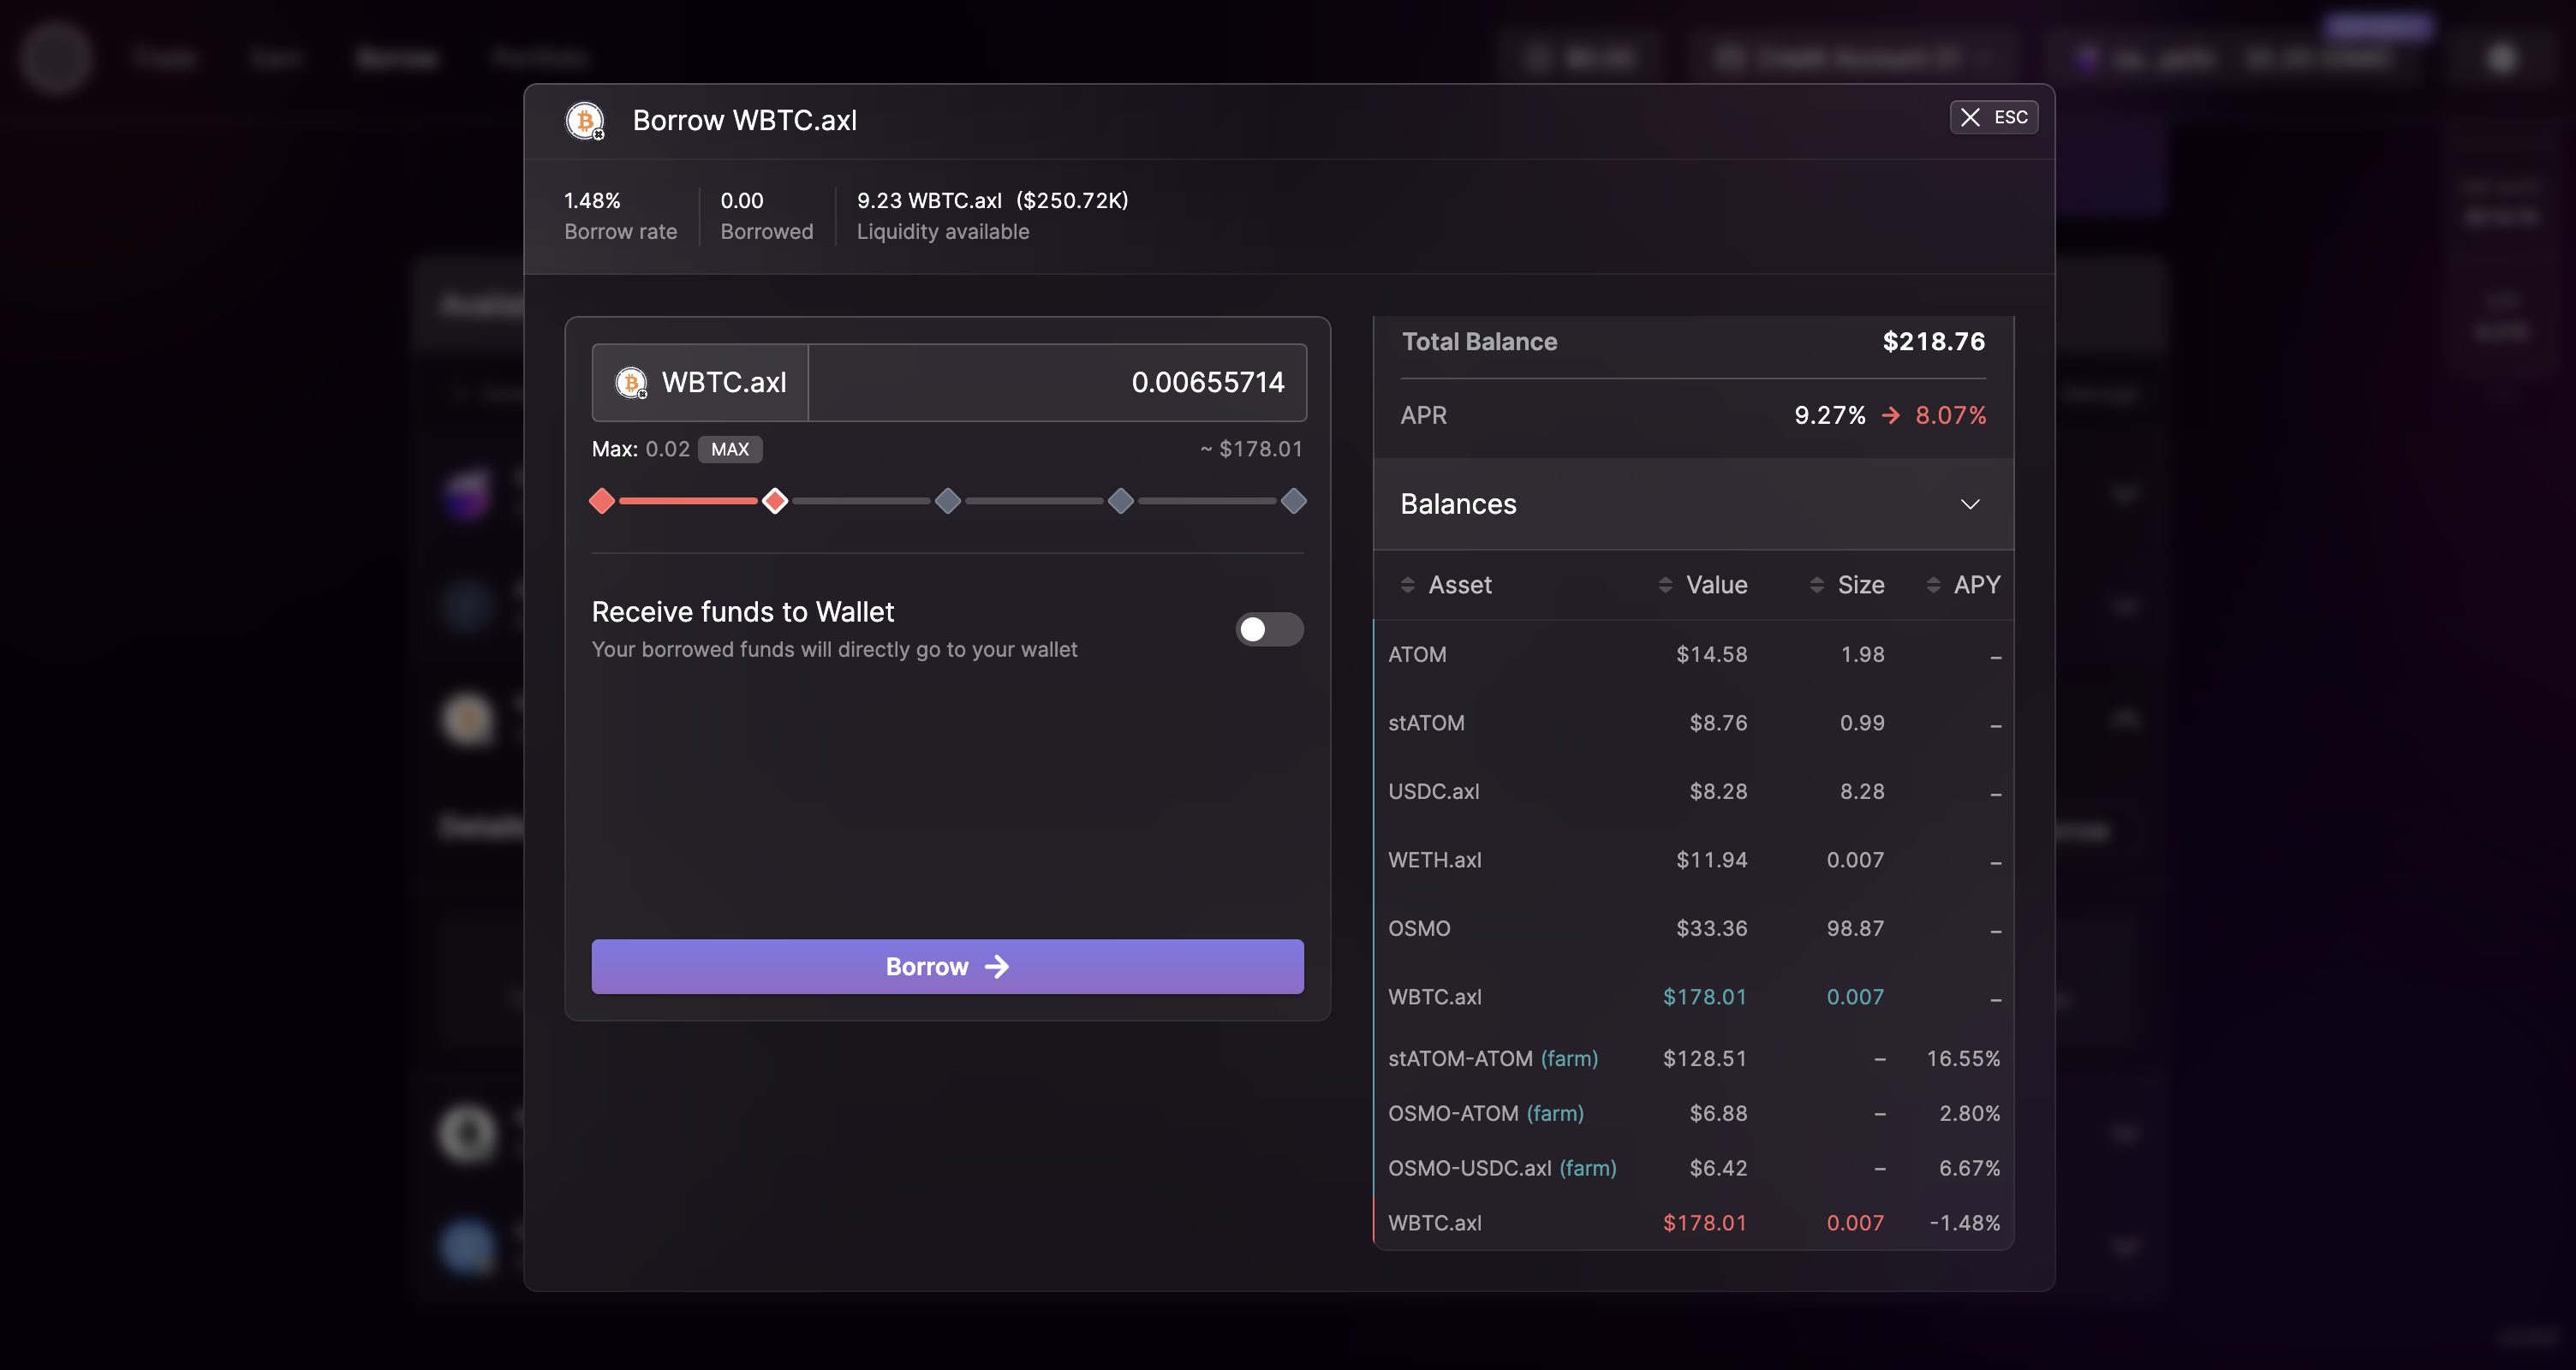 Borrow WBTC.axl
ESC
1.48%
Borrow rate
0.00
Borrowed
9.23 WBTC.axl ($250.72K)
Liquidity available
WBTC.axl 0.00655714
Max: 0.02 MAX ~ $178.01
Receive funds to Wallet
Your borrowed funds will directly go to your wallet
Borrow
Total Balance $218.76
APR 9.27% → 8.07%
Balances
Asset Value Size APY
ATOM $14.58 1.98 –
stATOM $8.76 0.99 –
USDC.axl $8.28 8.28 –
WETH.axl $11.94 0.007 –
OSMO $33.36 98.87 –
WBTC.axl $178.01 0.007 –
stATOM-ATOM (farm) $128.51 – 16.55%
OSMO-ATOM (farm) $6.88 – 2.80%
OSMO-USDC.axl (farm) $6.42 – 6.67%
WBTC.axl $178.01 0.007 -1.48%